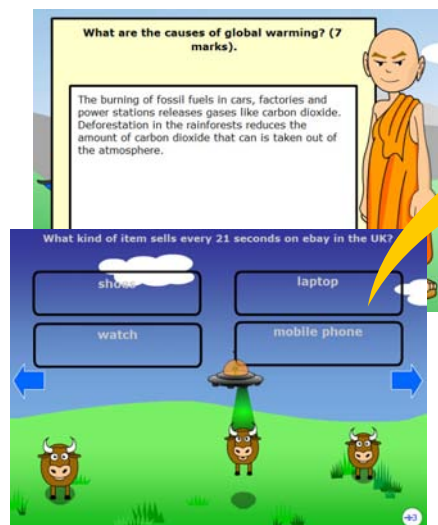 What are the causes of global warming? (7
marks).
The burning of fossil fuels in cars, factories and
power stations releases gases like carbon dioxide.
Deforestation in the rainforests reduces the
amount of carbon dioxide that can is taken out of
the atmosphere.
What kind of item sells every 21 seconds on ebay in the UK?
shoes
laptop
watch
mobile phone